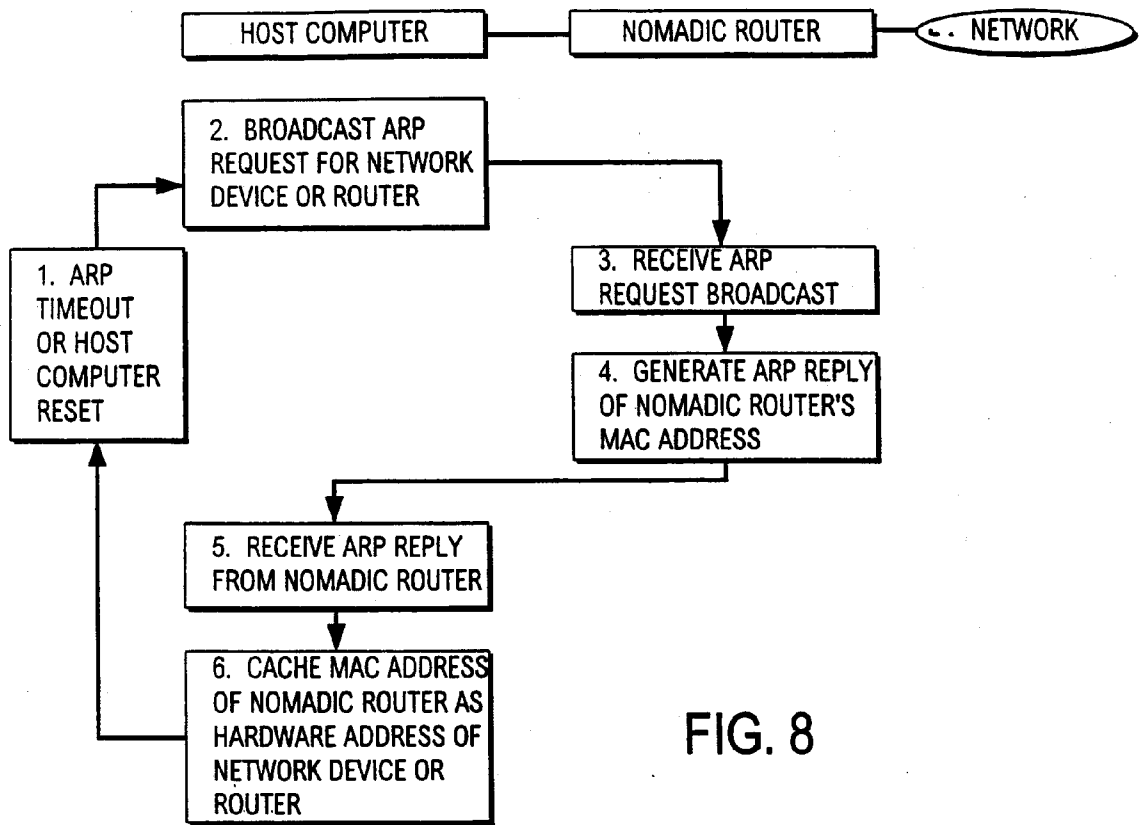 HOST COMPUTER
NOMADIC ROUTER
NETWORK
2. BROADCAST ARP
REQUEST FOR NETWORK
DEVICE OR ROUTER
3. RECEIVE ARP
REQUEST BROADCAST
1. ARP
TIMEOUT
OR HOST
COMPUTER
RESET
4. GENERATE ARP REPLY
OF NOMADIC ROUTER'S
MAC ADDRESS
5. RECEIVE ARP REPLY
FROM NOMADIC ROUTER
6. CACHE MAC ADDRESS
OF NOMADIC ROUTER AS
HARDWARE ADDRESS OF
NETWORK DEVICE OR
ROUTER
FIG. 8